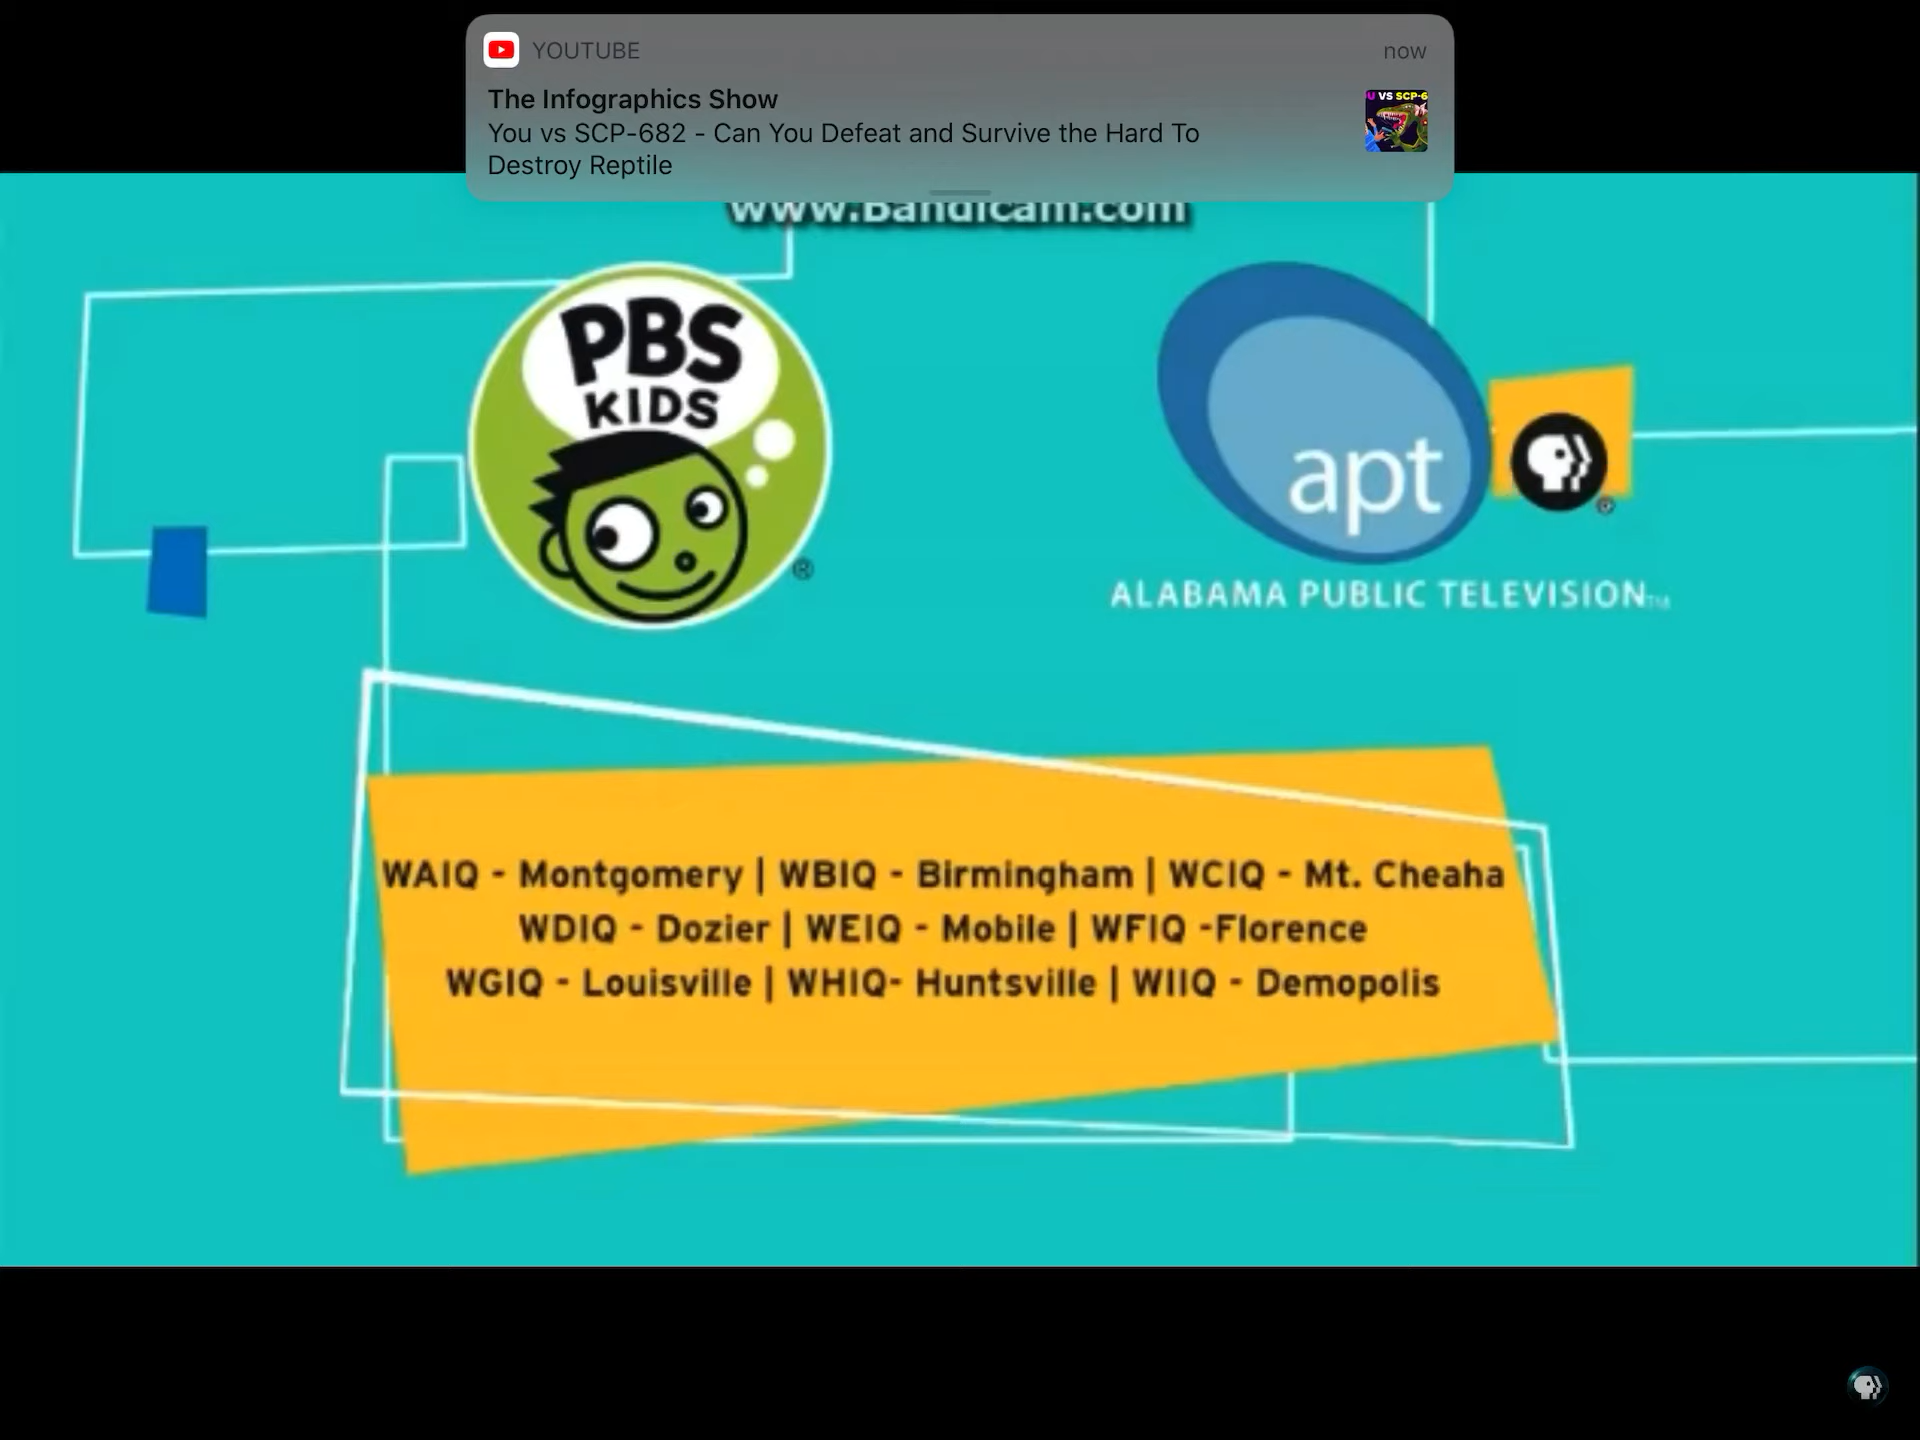 YOUTUBE
now
The Infographics Show
You vs SCP-682 - Can You Defeat and Survive the Hard To
Destroy Reptile
VS SCP-6
www.Bandicam.com
PBS
KIDS
®
apt
®
ALABAMA PUBLIC TELEVISION™
WAIQ - Montgomery | WBIQ - Birmingham | WCIQ - Mt. Cheaha
WDIQ - Dozier | WEIQ - Mobile | WFIQ -Florence
WGIQ - Louisville | WHIQ- Huntsville | WIIQ - Demopolis